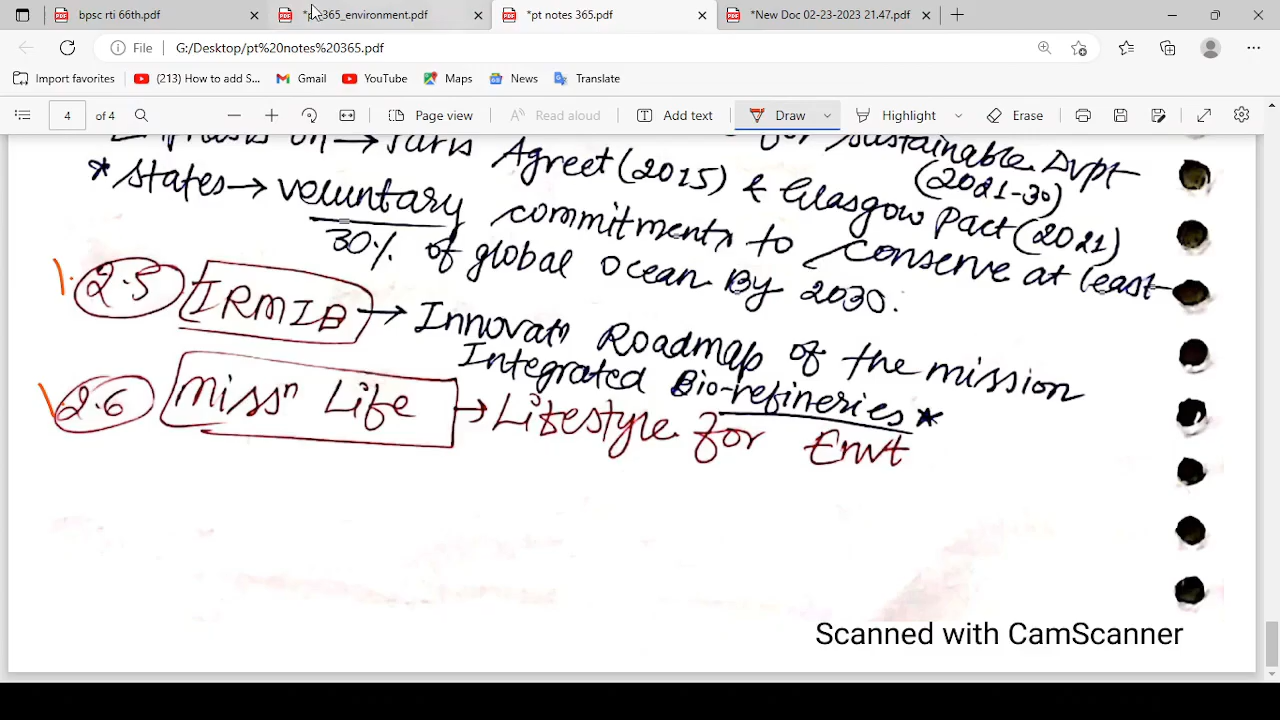 bpsc rti 66th.pdf
365_environment.pdf
*pt notes 365.pdf
*New Doc 02-23-2023 21.47.pdf
File
G:/Desktop/pt%20notes%20365.pdf
Import favorites
(213) How to add S...
Gmail
YouTube
Maps
News
Translate
4
of 4
Page view
Read aloud
Add text
Draw
Highlight
Erase
on → Paris Agreet (2015) & Glasgow Pact (2021)
for sustainable Dvpt
(2021-30)
* States → voluntary commitments to conserve at least
30% of global ocean By 2030.
2.5 IRMIB → Innovatn Roadmap of the mission
Integrated Bio-refineries *
2.6 Missn Life → Lifestyle for Envt
Scanned with CamScanner